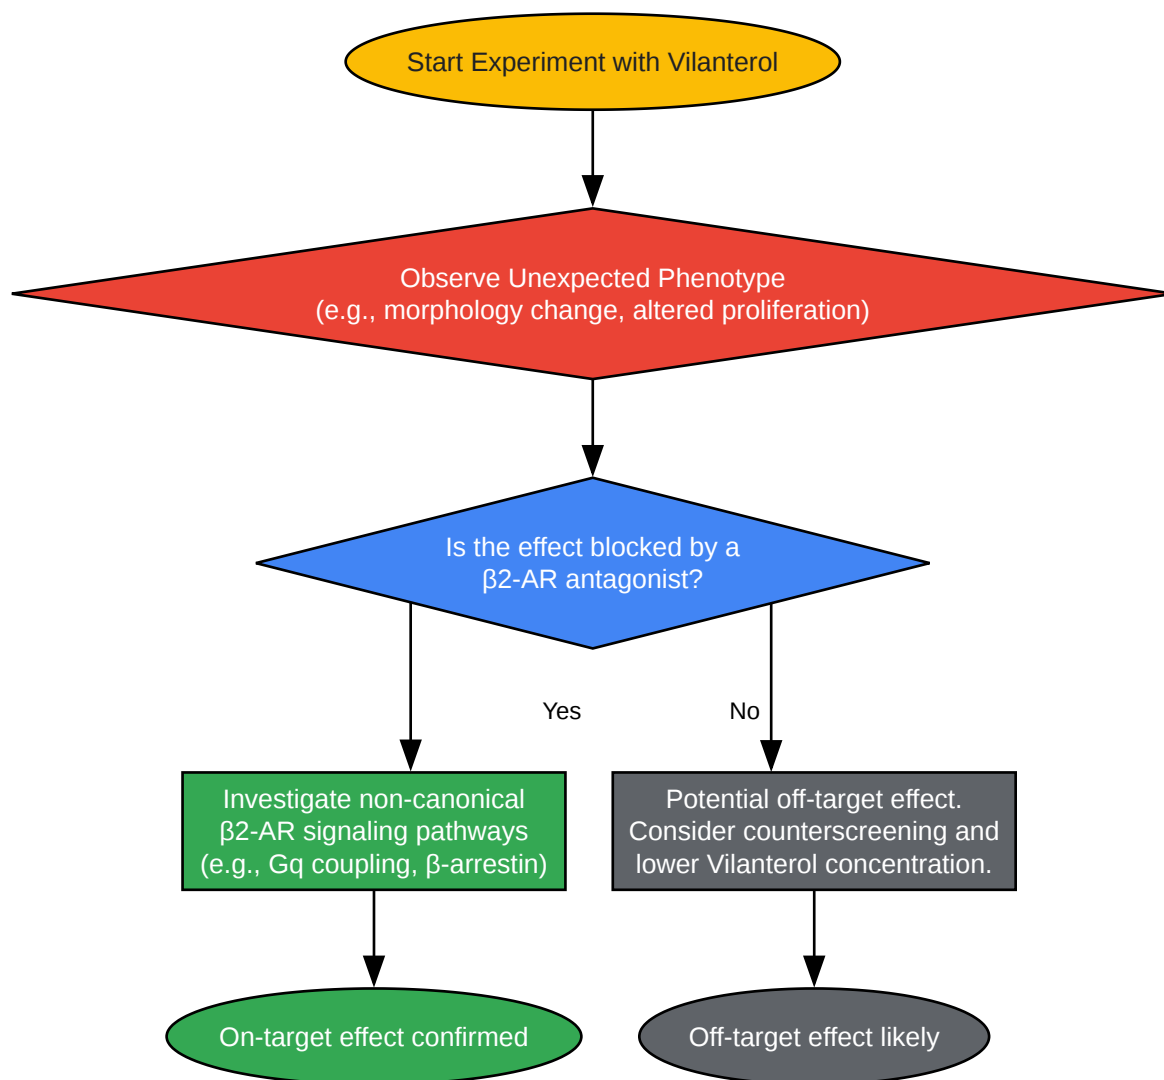 Start Experiment with Vilanterol
Observe Unexpected Phenotype
(e.g., morphology change, altered proliferation)
Is the effect blocked by a
β2-AR antagonist?
Yes
No
Investigate non-canonical
β2-AR signaling pathways
(e.g., Gq coupling, β-arrestin)
Potential off-target effect.
Consider counterscreening and
lower Vilanterol concentration.
On-target effect confirmed
Off-target effect likely